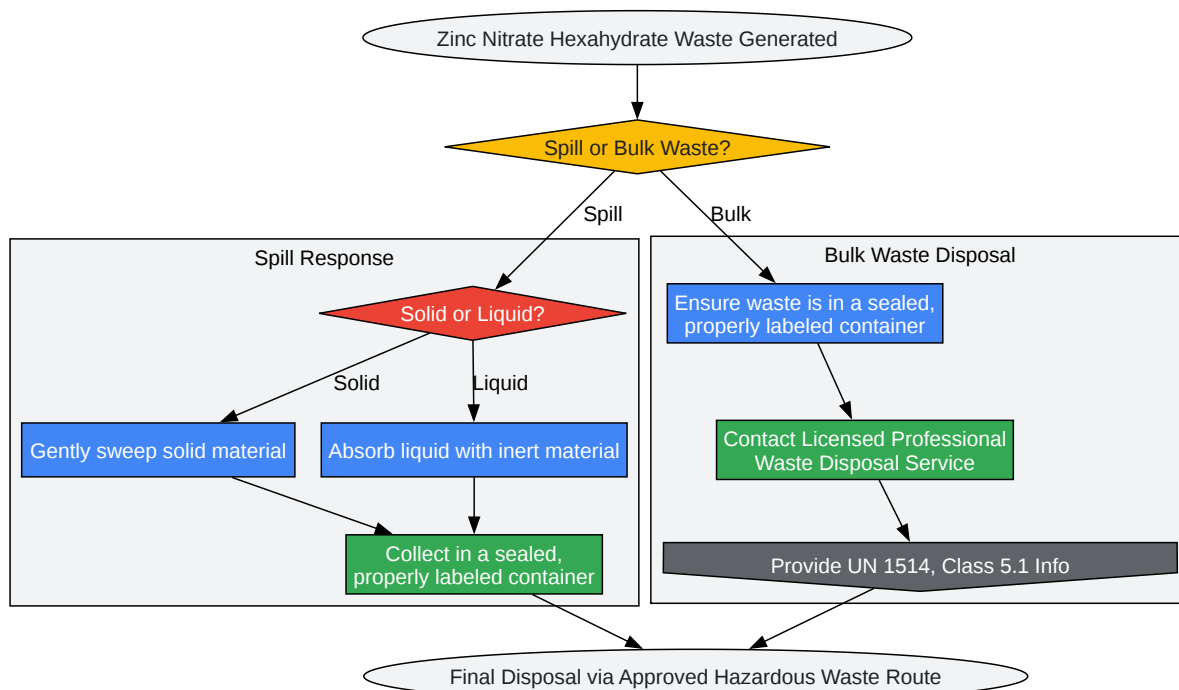 Zinc Nitrate Hexahydrate Waste Generated
Spill or Bulk Waste?
Spill
Bulk
Spill Response
Solid or Liquid?
Solid
Liquid
Gently sweep solid material
Absorb liquid with inert material
Collect in a sealed,
properly labeled container
Bulk Waste Disposal
Ensure waste is in a sealed,
properly labeled container
Contact Licensed Professional
Waste Disposal Service
Provide UN 1514, Class 5.1 Info
Final Disposal via Approved Hazardous Waste Route